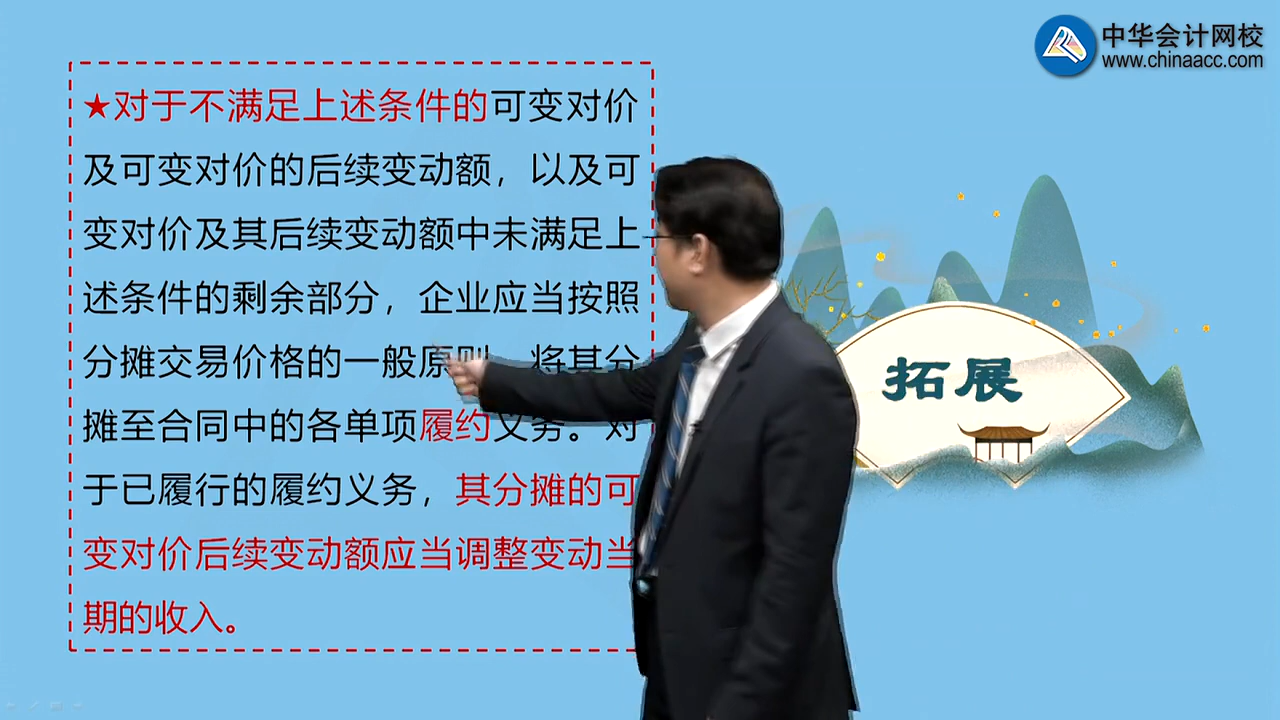 中华会计网校
www.chinaacc.com
★对于不满足上述条件的可变对价
及可变对价的后续变动额，以及可
变对价及其后续变动额中未满足上
述条件的剩余部分，企业应当按照
分摊交易价格的一般原则，将其分
摊至合同中的各单项履约义务。对
于已履行的履约义务，其分摊的可
变对价后续变动额应当调整变动当
期的收入。
拓展